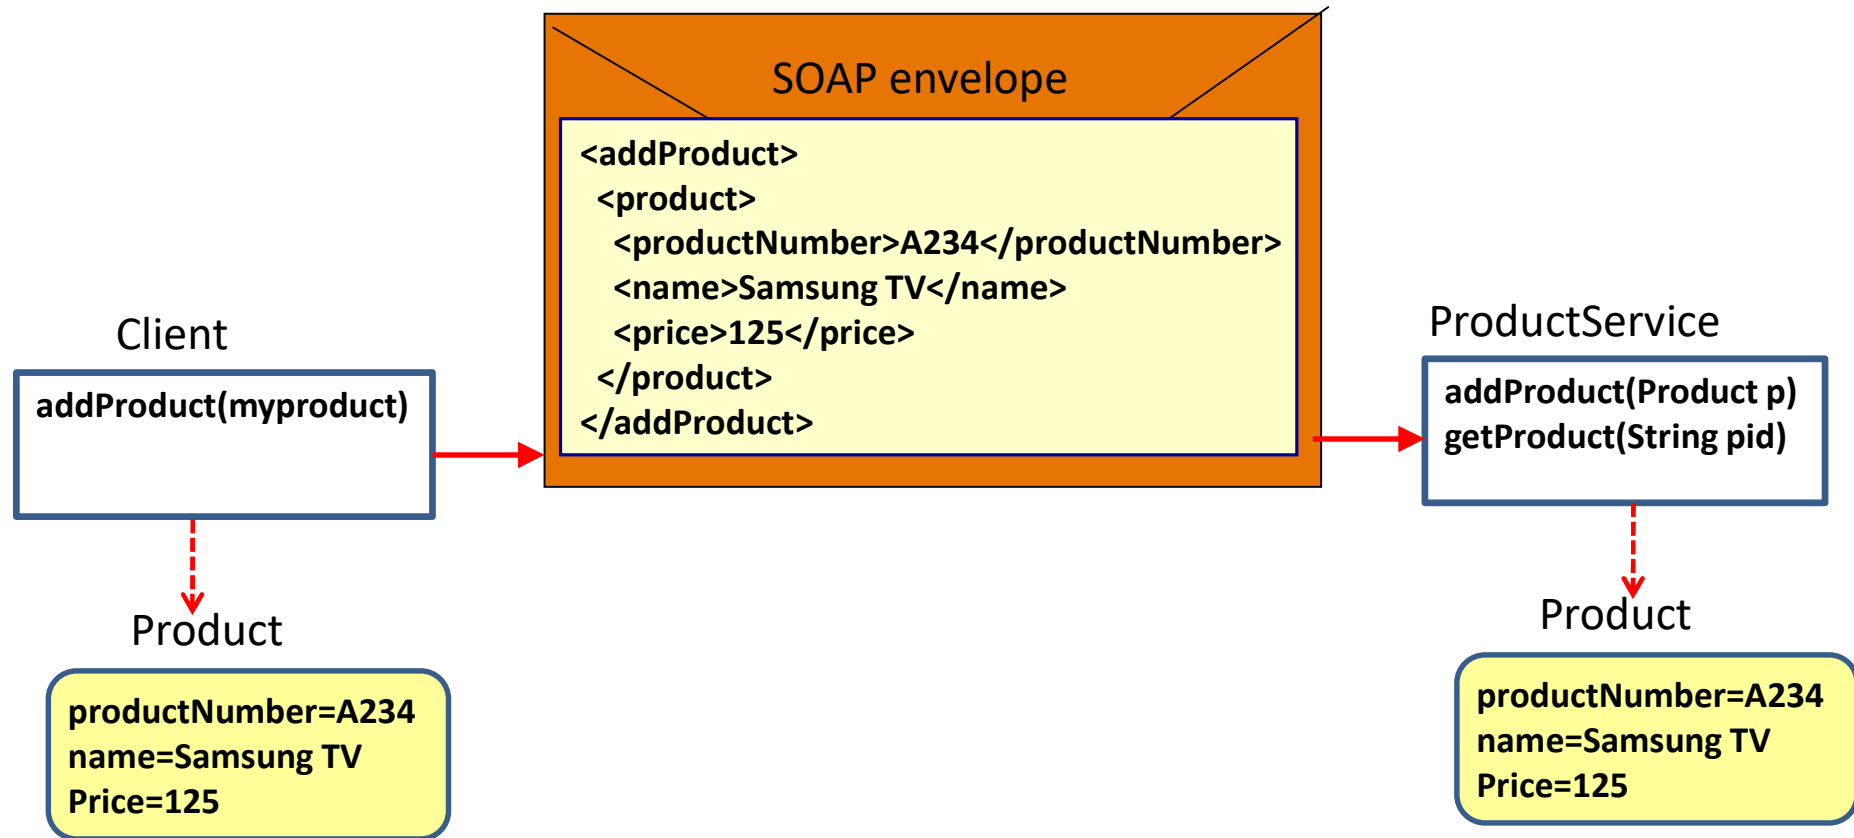 SOAP envelope
<addProduct>
<product>
<productNumber>A234</productNumber>
<name>Samsung TV</name>
<price>125</price>
</product>
</addProduct>
Client
addProduct(myproduct)
Product
productNumber=A234
name=Samsung TV
Price=125
ProductService
addProduct(Product p)
getProduct(String pid)
Product
productNumber=A234
name=Samsung TV
Price=125